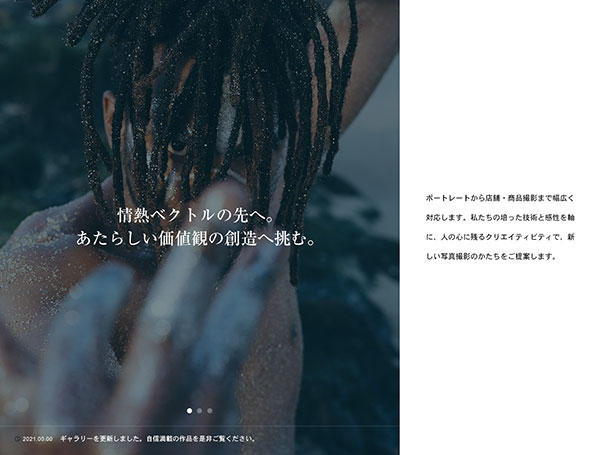 情熱ベクトルの先へ。
あたらしい価値観の創造へ挑む。
ポートレートから店舗・商品撮影まで幅広く
対応します。私たちの培った技術と感性を軸
に、人の心に残るクリエイティビティで、新
しい写真撮影のかたちをご提案します。
2021.00.00 ギャラリーを更新しました。自信満載の作品を是非ご覧ください。